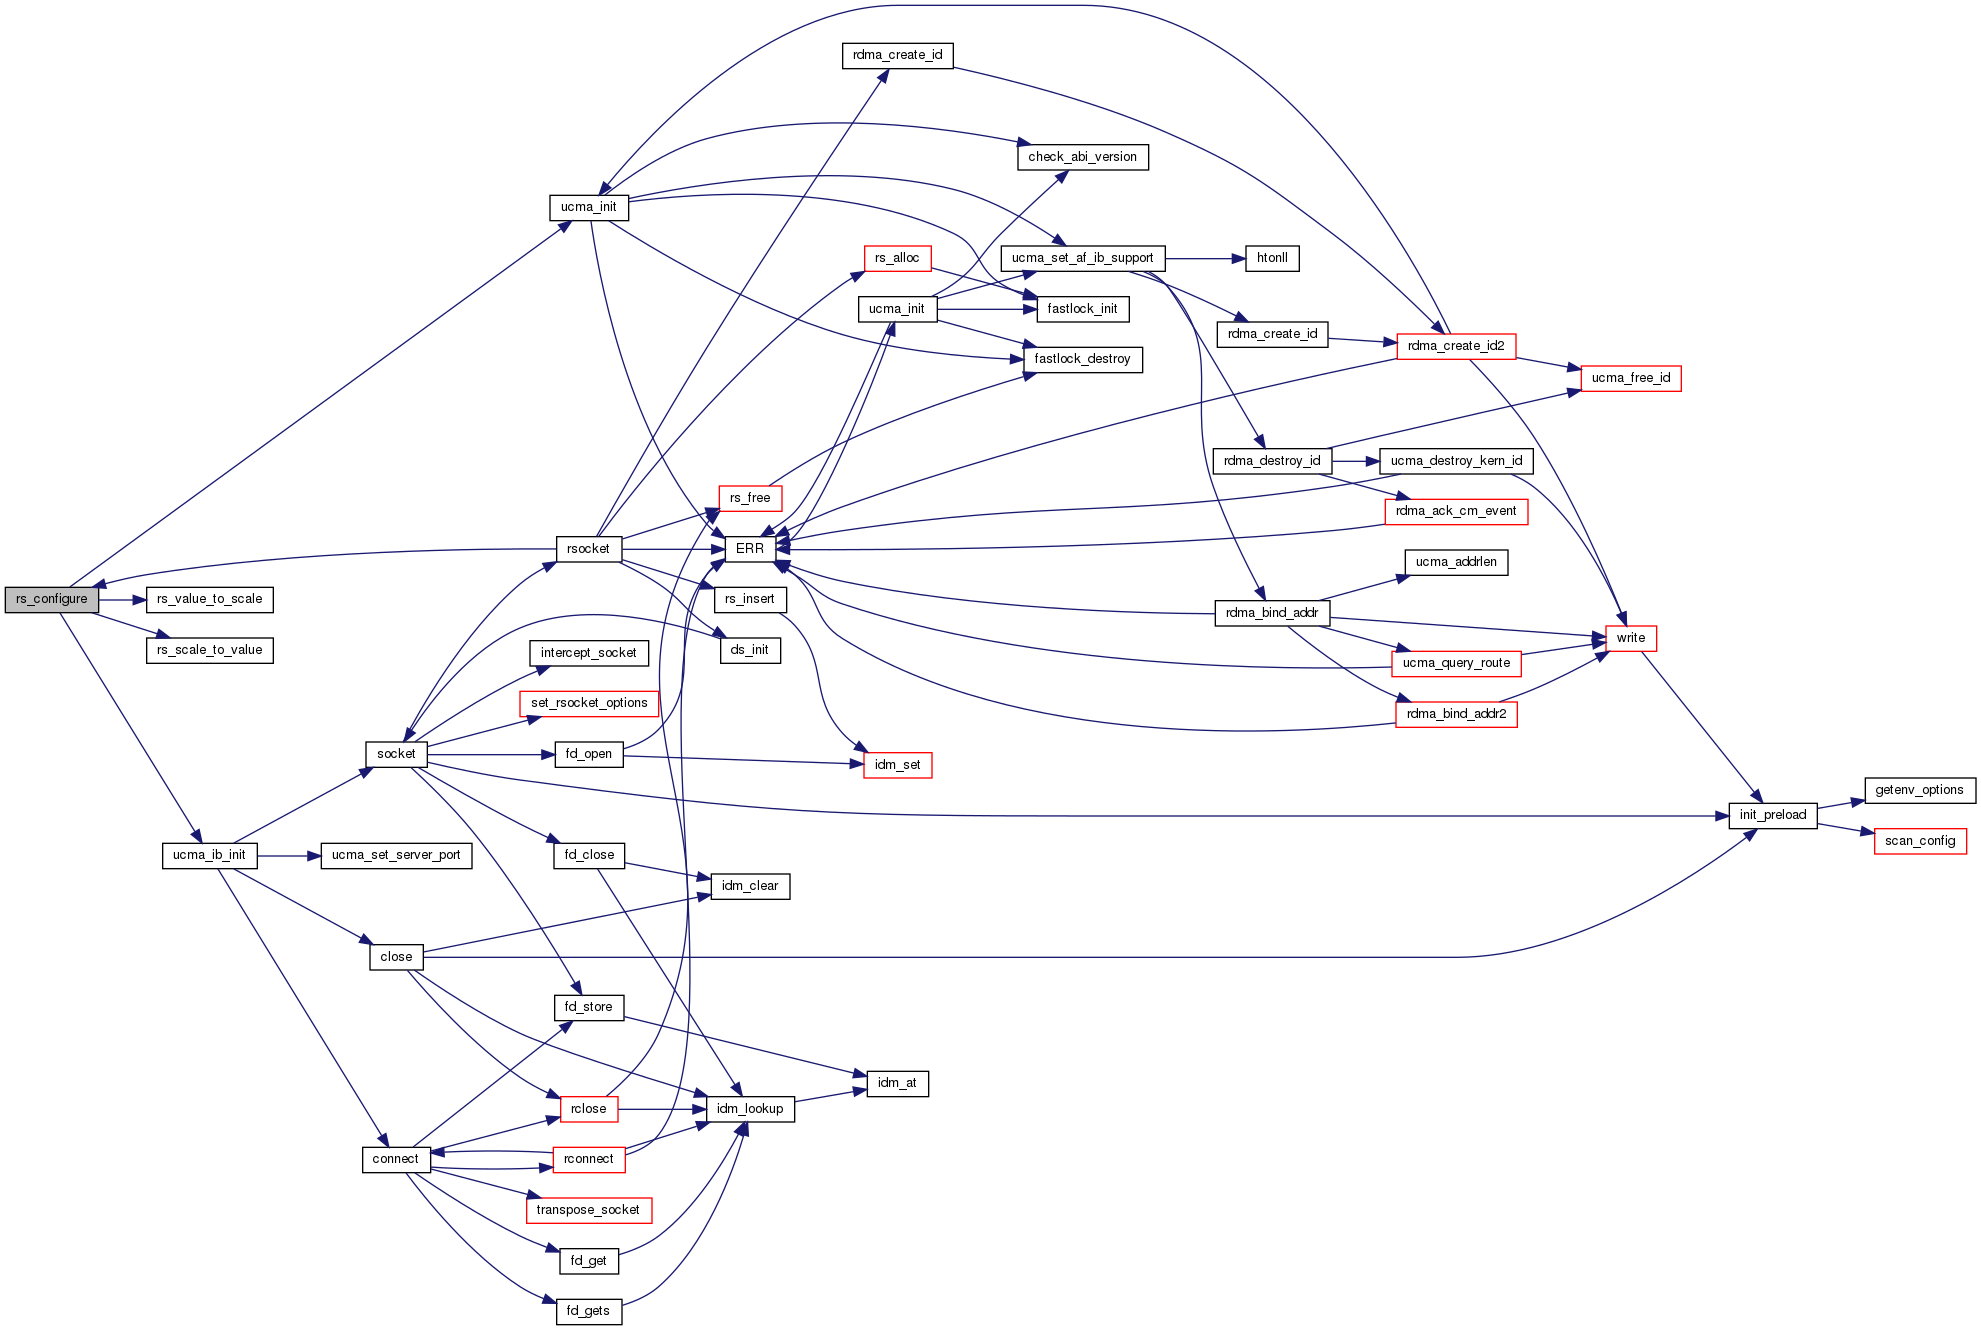 rdma_create_id
check_abi_version
ucma_init
rs_alloc
ucma_set_af_ib_support
htonll
ucma_init
fastlock_init
rdma_create_id
rdma_create_id2
fastlock_destroy
ucma_free_id
rdma_destroy_id
ucma_destroy_kern_id
rs_free
rdma_ack_cm_event
rsocket
ERR
ucma_addrlen
rs_configure
rs_value_to_scale
rs_insert
rdma_bind_addr
write
rs_scale_to_value
intercept_socket
ds_init
ucma_query_route
set_rsocket_options
rdma_bind_addr2
socket
fd_open
idm_set
getenv_options
init_preload
ucma_ib_init
ucma_set_server_port
fd_close
scan_config
idm_clear
close
fd_store
idm_at
rclose
idm_lookup
connect
rconnect
transpose_socket
fd_get
fd_gets